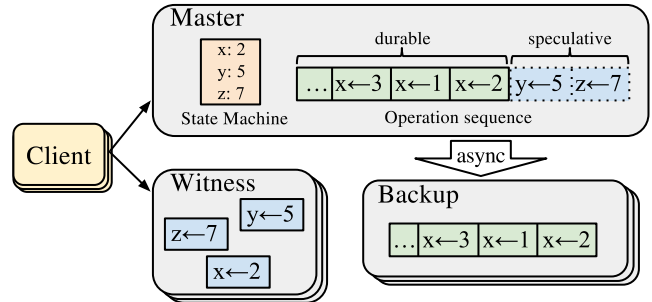 Master
durable
speculative
x: 2
y: 5
z: 7
... x←3 x←1 x←2 y←5 z←7
State Machine
Operation sequence
Client
async
Witness
y←5
z←7
x←2
Backup
... x←3 x←1 x←2